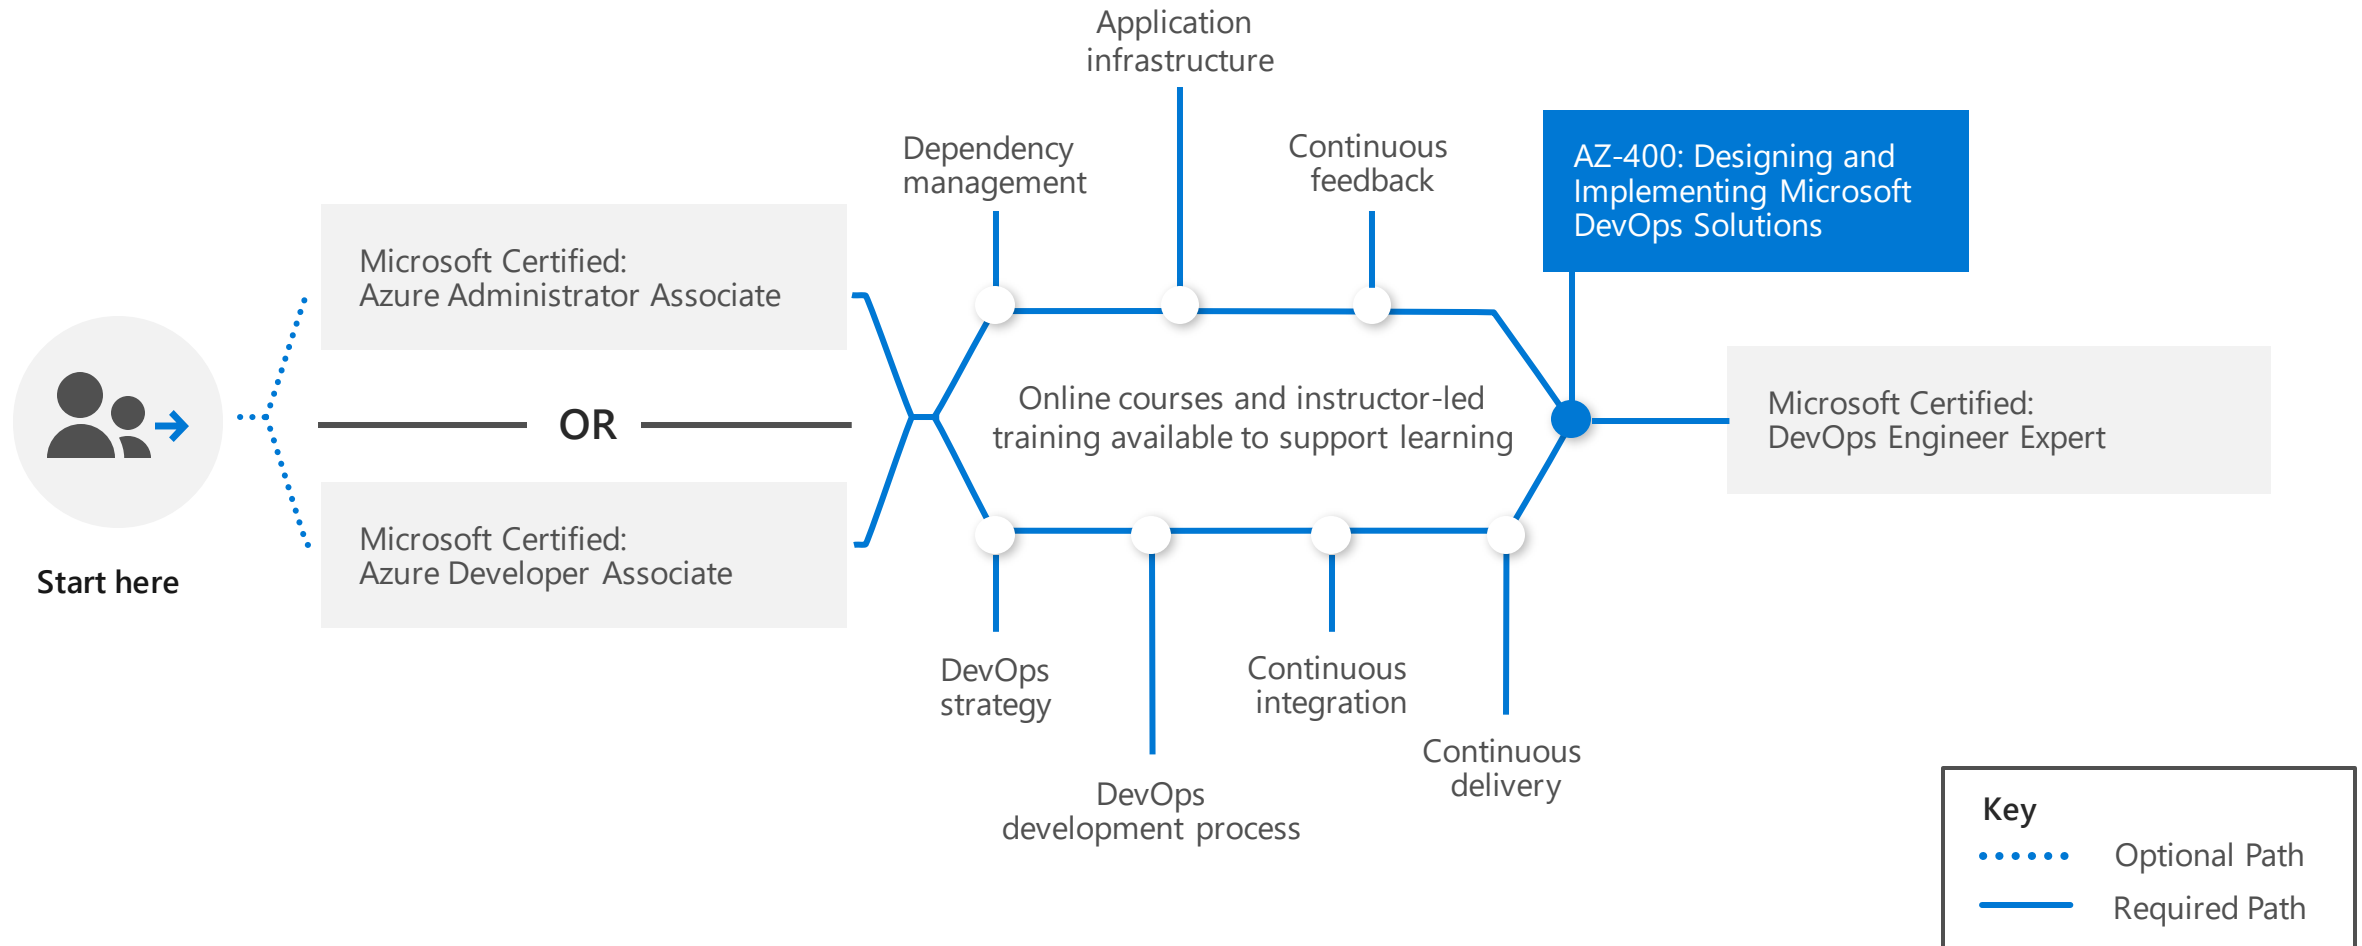 Application
infrastructure
Dependency
management
Continuous
feedback
AZ-400: Designing and
Implementing Microsoft
DevOps Solutions
Microsoft Certified:
Azure Administrator Associate
OR
Microsoft Certified:
Azure Developer Associate
Start here
Online courses and instructor-led
training available to support learning
Microsoft Certified:
DevOps Engineer Expert
DevOps
strategy
DevOps
development process
Continuous
integration
Continuous
delivery
Key
Optional Path
Required Path